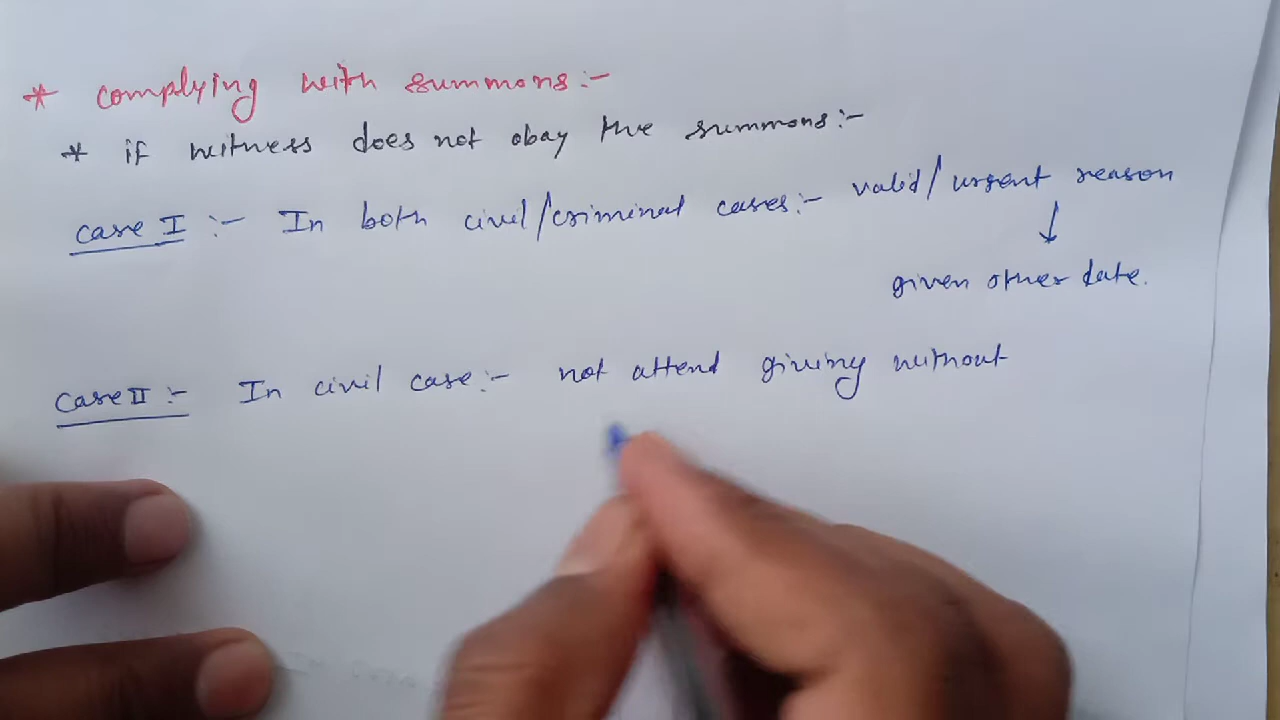 * complying with summons:-
* if witness does not obay the summons:-
case I :- In both civil/criminal cases:- valid/urgent reason
↓
given other date.
case II :- In civil case:- not attend giving without